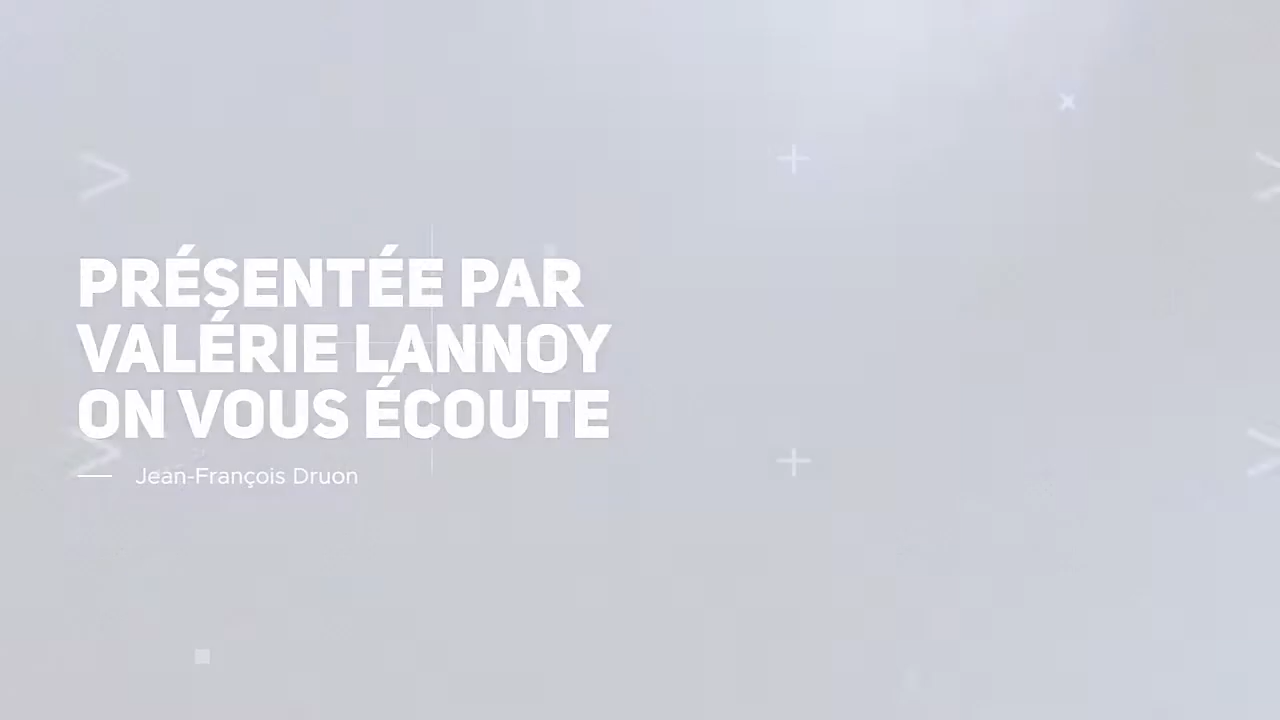 PRÉSENTÉE PAR
VALÉRIE LANNOY
ON VOUS ÉCOUTE
Jean-François Druon